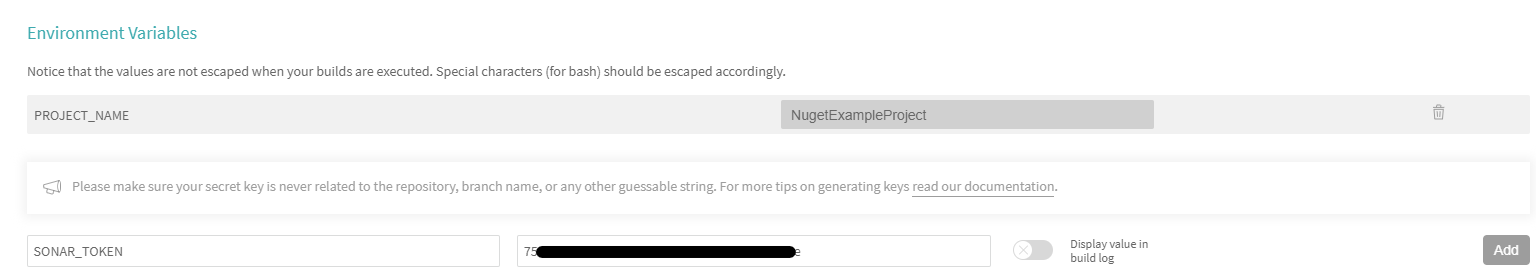 Environment Variables
Notice that the values are not escaped when your builds are executed. Special characters (for bash) should be escaped accordingly.
PROJECT_NAME NugetExampleProject
Please make sure your secret key is never related to the repository, branch name, or any other guessable string. For more tips on generating keys read our documentation.
SONAR_TOKEN 75 e Display value in
build log Add